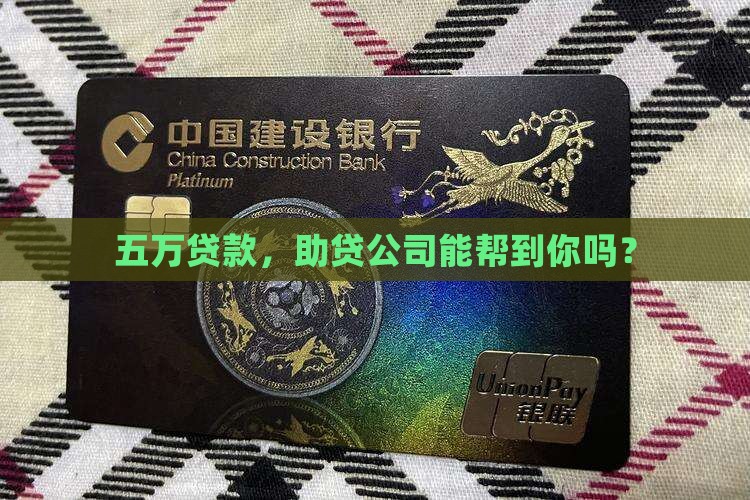 中国建设银行
China Construction Bank
Platinum
五万贷款，助贷公司能帮到你吗？
UnionPay
银联